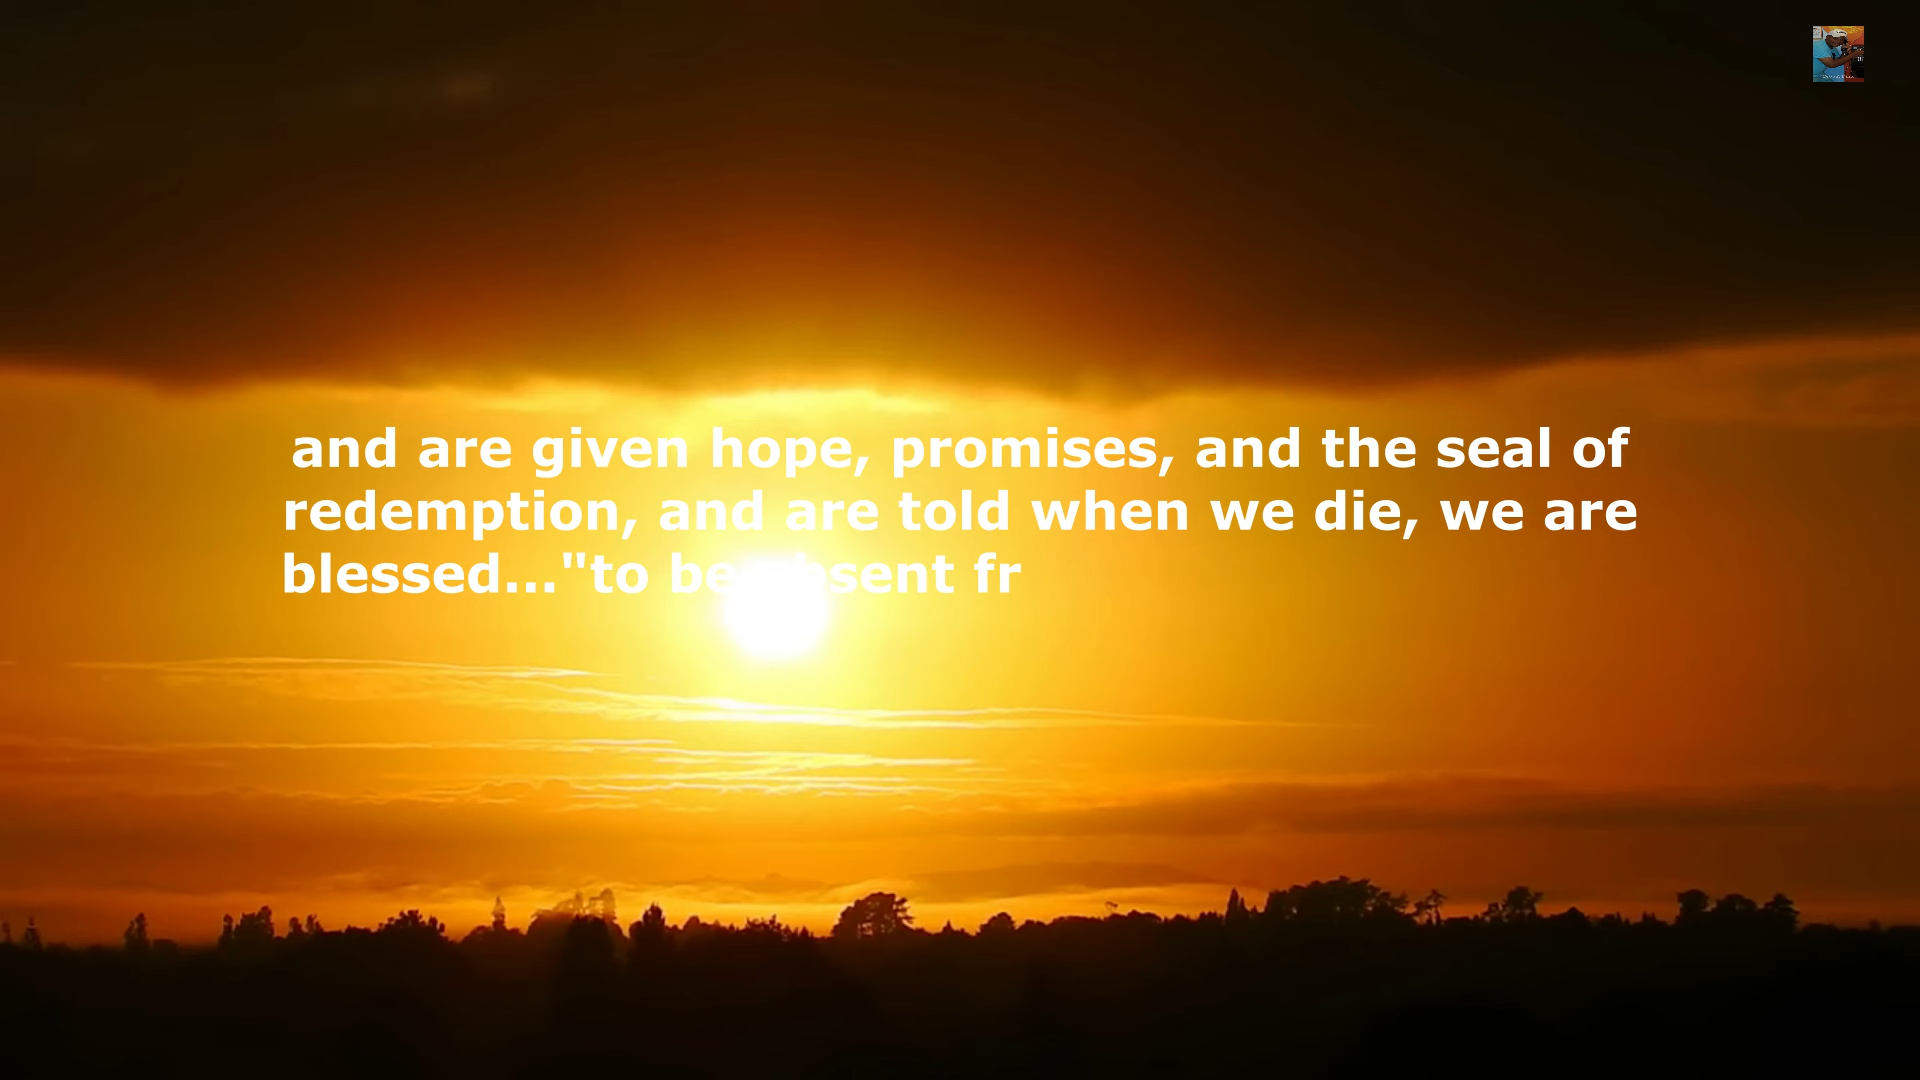 and are given hope, promises, and the seal of
redemption, and are told when we die, we are
blessed..."to be absent fr